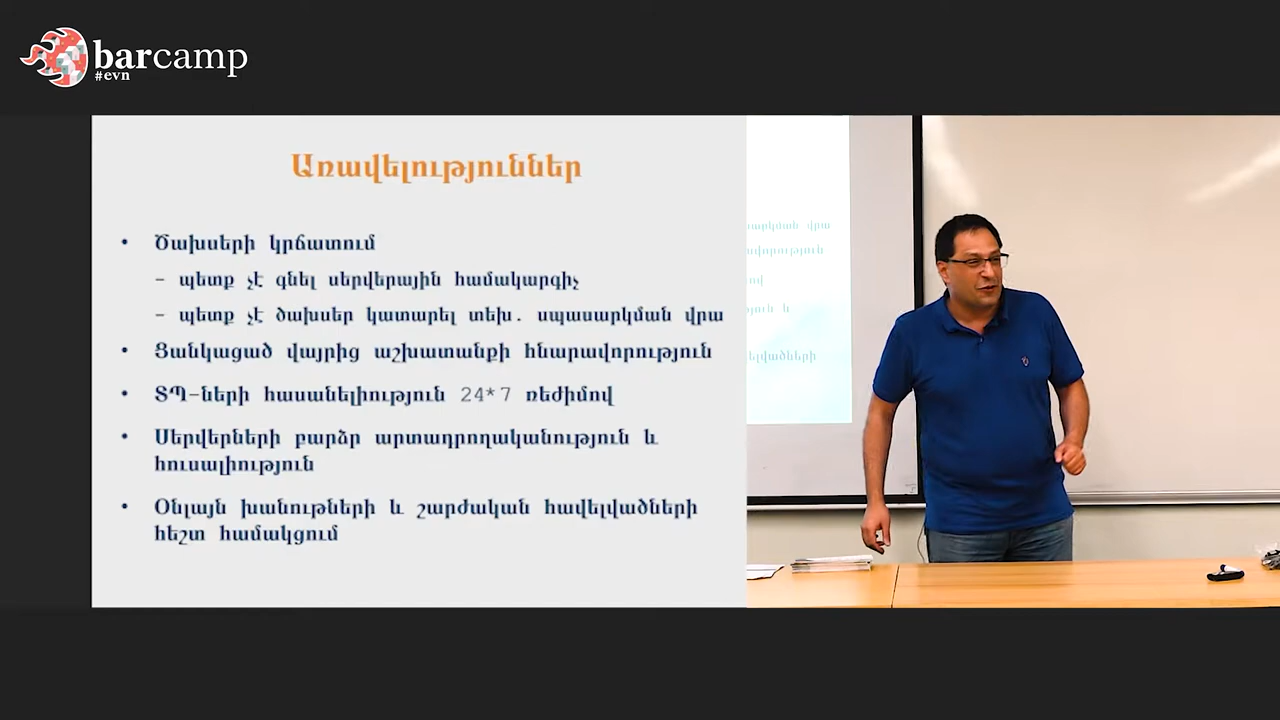 barcamp
#evn
Առավելություններ
• Ծախսերի կրճատում
– պետք չէ գնել սերվերային համակարգիչ
– պետք չէ ծախսեր կատարել տեխ. սպասարկման վրա
• Ցանկացած վայրից աշխատանքի հնարավորություն
• ՏՊ-ների հասանելիություն 24*7 ռեժիմով
• Սերվերների բարձր արտադրողականություն և
հուսալիություն
• Օնլայն խանութների և շարժական հավելվածների
հեշտ համակցում
վրա